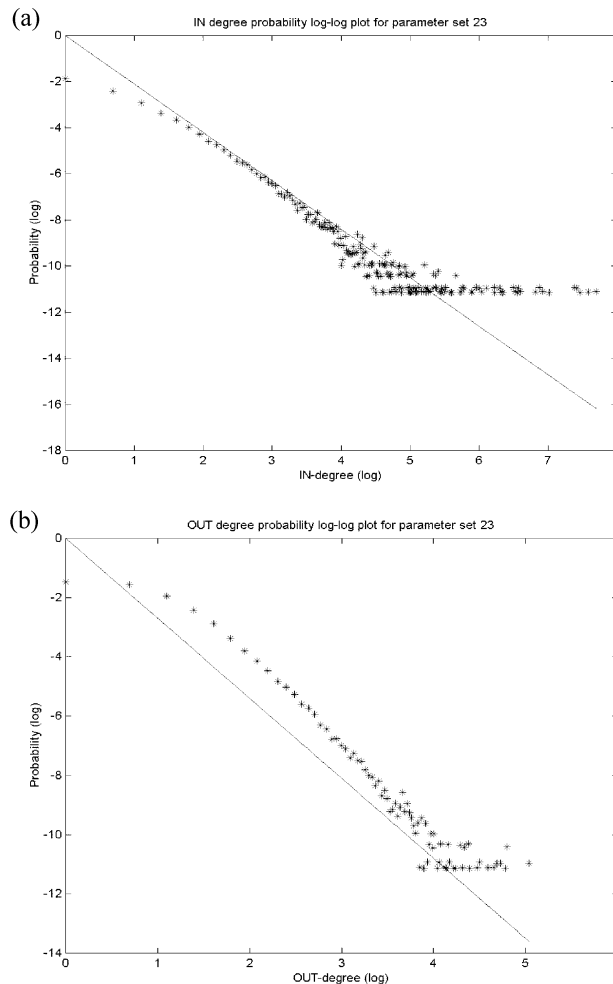 (a)
IN degree probability log-log plot for parameter set 23
0
-2
-4
-6
-8
-10
-12
-14
-16
-18
Probability (log)
0 1 2 3 4 5 6 7
IN-degree (log)
(b)
OUT degree probability log-log plot for parameter set 23
0
-2
-4
-6
-8
-10
-12
-14
Probability (log)
0 1 2 3 4 5
OUT-degree (log)